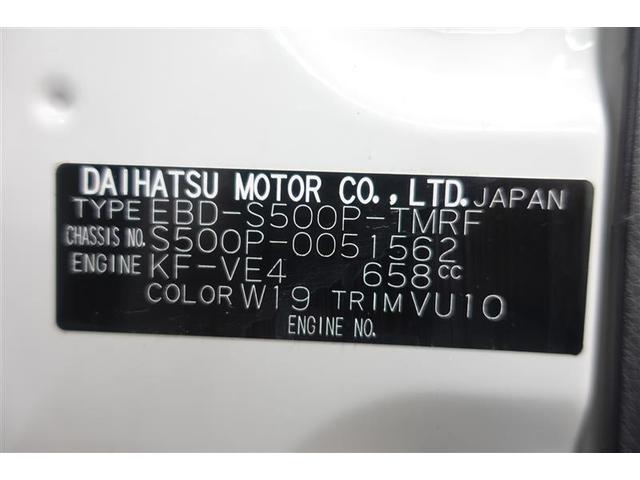 DAIHATSU MOTOR CO.,LTD. JAPAN
TYPE EBD-S500P-TMRF
CHASSIS NO. S500P-0051562
ENGINE KF-VE4 658cc
COLOR W19 TRIM VU10
ENGINE NO.